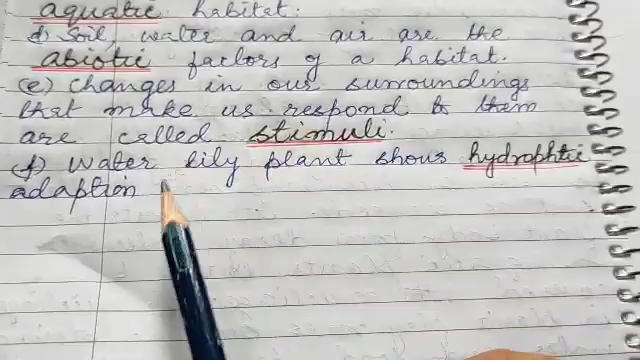 aquatic habitat.
d) Soil, water and air are the
abiotic factors of a habitat.
(e) Changes in our surroundings
that make us respond to them
are called stimuli.
(f) Water lily plant shows hydrophtic
adaption